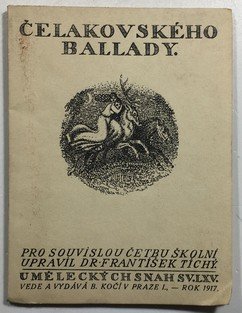 ČELAKOVSKÉHO
BALLADY.
PRO SOUVISLOU ČETBU ŠKOLNÍ
UPRAVIL DR. FRANTIŠEK TICHÝ
UMĚLECKÝCH SNAH SV. LXV.
VEDE A VYDÁVÁ B. KOČÍ V PRAZE I. — ROK 1917.